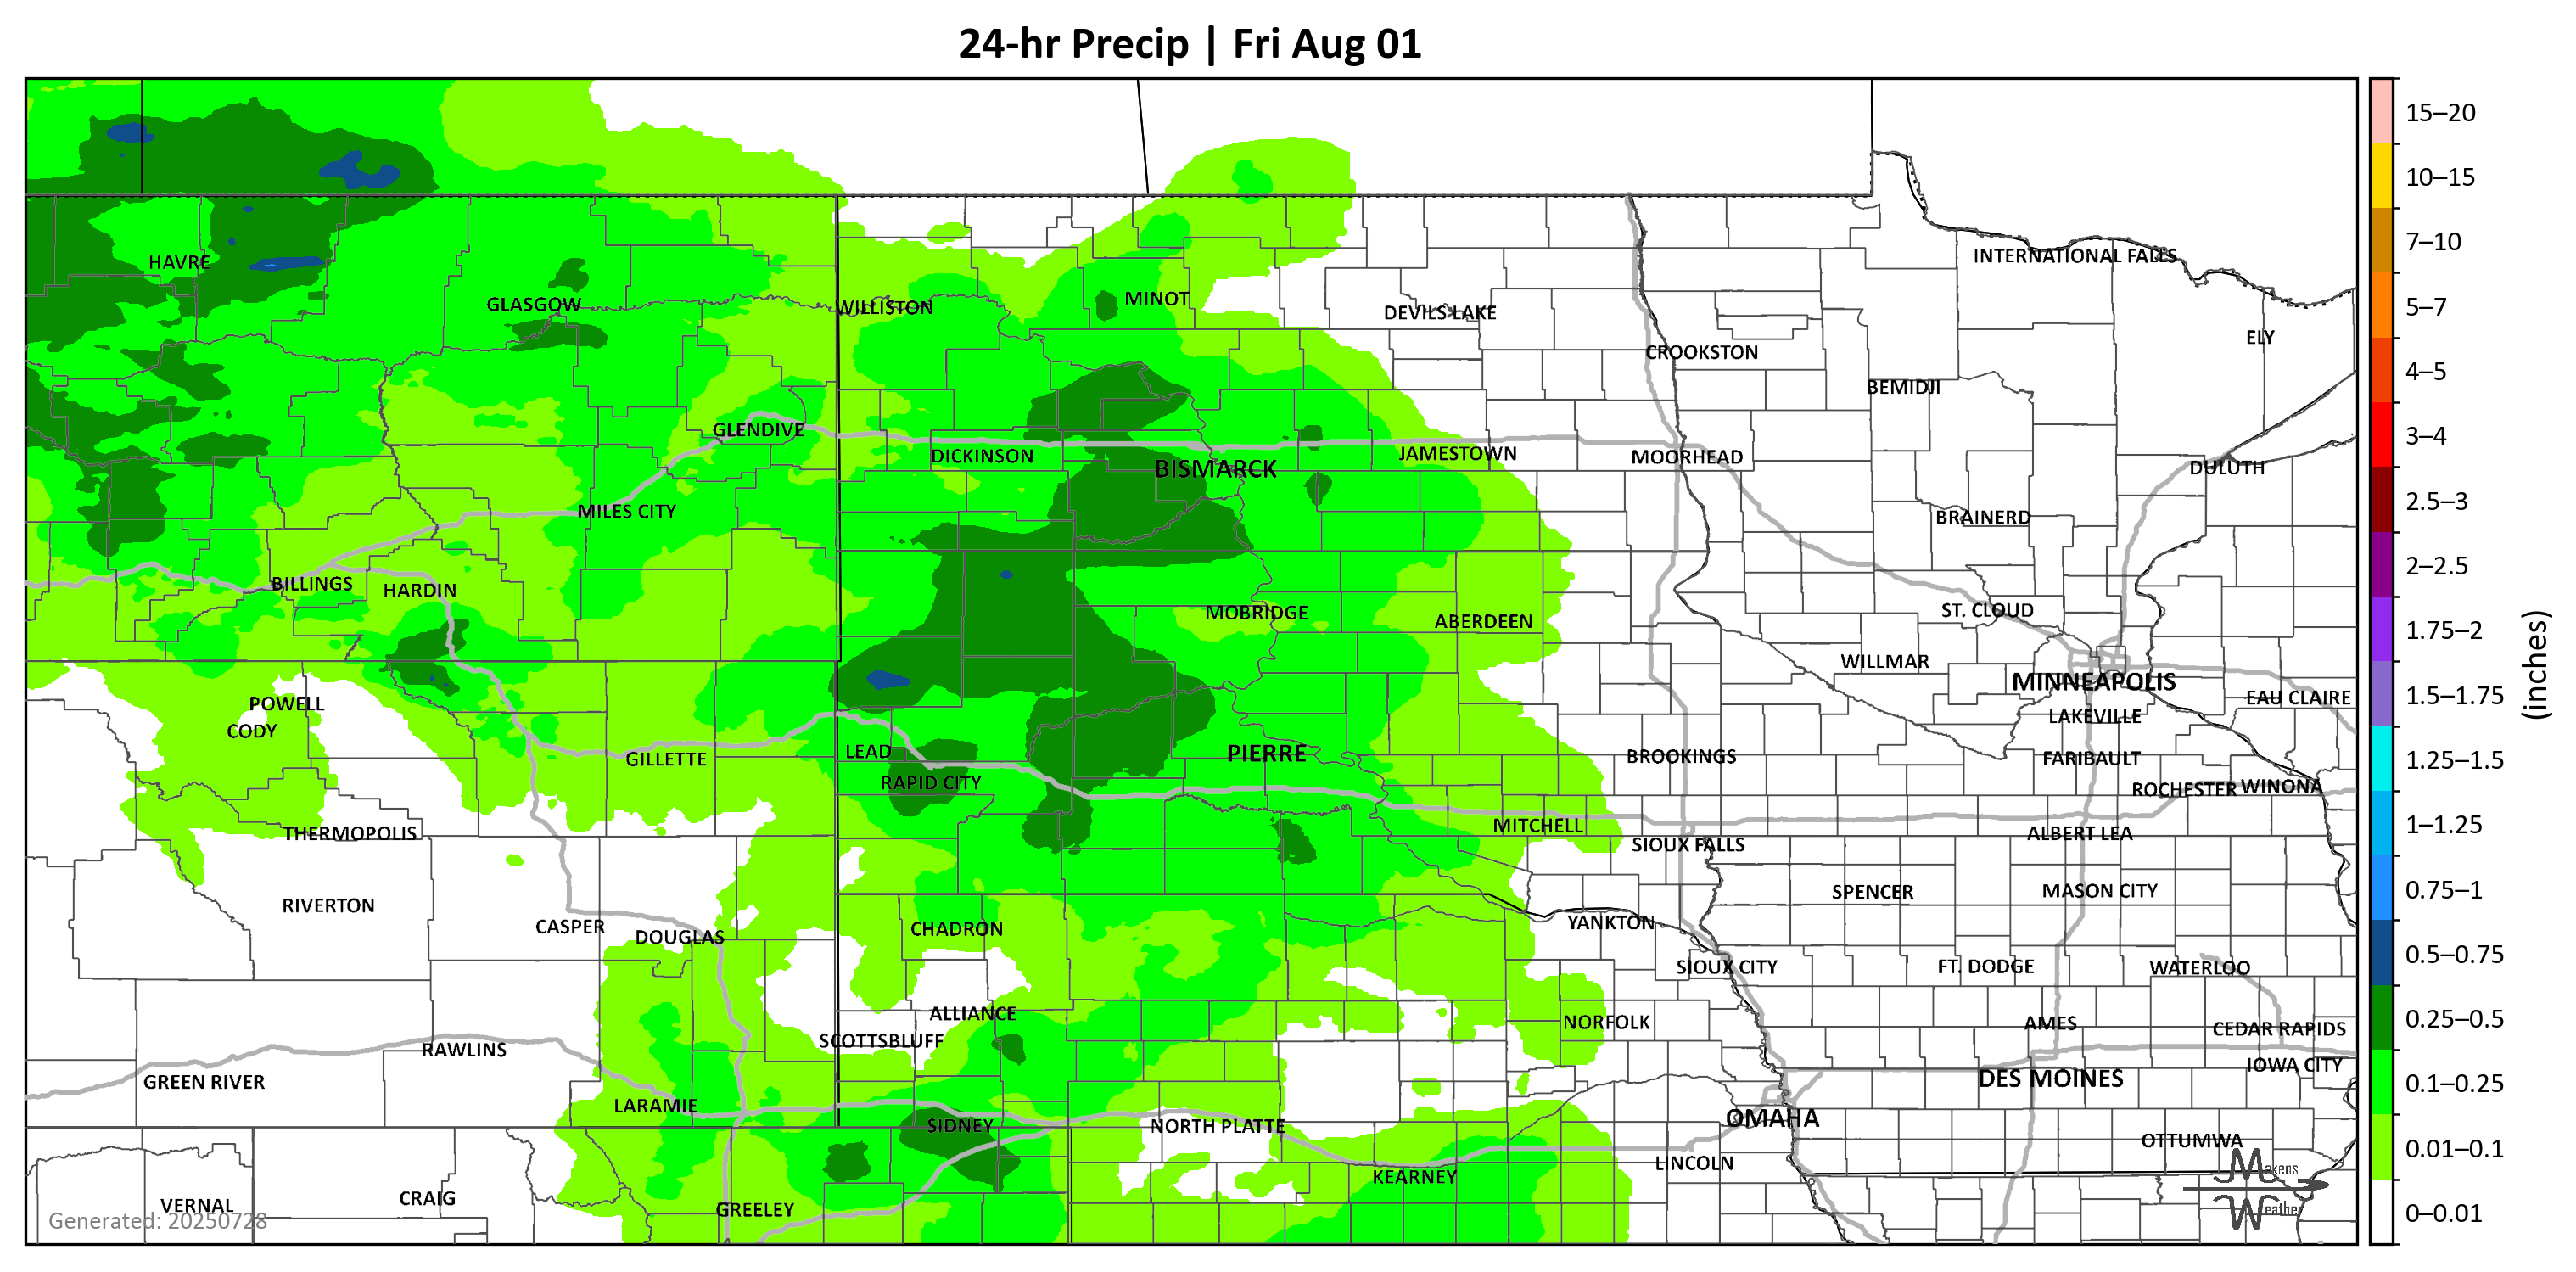 24-hr Precip | Fri Aug 01
15–20
10–15
INTERNATIONAL FALLS
7–10
HAVRE
GLASGOW
WILLISTON
MINOT
DEVILS LAKE
5–7
ELY
CROOKSTON
4–5
BEMIDJI
GLENDIVE
3–4
DICKINSON
BISMARCK
JAMESTOWN
MOORHEAD
DULUTH
2.5–3
MILES CITY
BRAINERD
2–2.5
BILLINGS
HARDIN
MOBRIDGE
ABERDEEN
ST. CLOUD
1.75–2
(inches)
WILLMAR
MINNEAPOLIS
EAU CLAIRE
1.5–1.75
POWELL
CODY
LAKEVILLE
GILLETTE
LEAD
PIERRE
BROOKINGS
FARIBAULT
1.25–1.5
RAPID CITY
ROCHESTER
WINONA
THERMOPOLIS
MITCHELL
ALBERT LEA
1–1.25
SIOUX FALLS
RIVERTON
SPENCER
MASON CITY
0.75–1
CASPER
DOUGLAS
CHADRON
YANKTON
SIOUX CITY
FT. DODGE
WATERLOO
0.5–0.75
ALLIANCE
SCOTTSBLUFF
NORFOLK
AMES
CEDAR RAPIDS
0.25–0.5
RAWLINS
GREEN RIVER
IOWA CITY
DES MOINES
0.1–0.25
LARAMIE
SIDNEY
NORTH PLATTE
OMAHA
OTTUMWA
0.01–0.1
LINCOLN
KEARNEY
Makens
Weather
VERNAL
CRAIG
GREELEY
0–0.01
Generated: 20250728